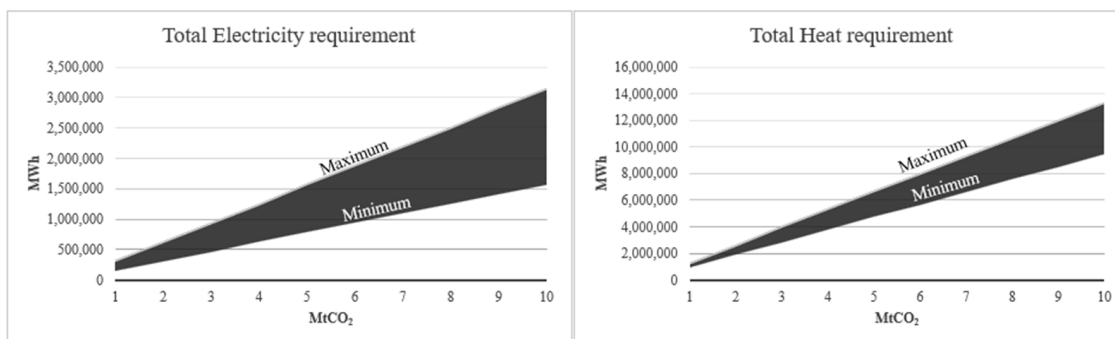 Total Electricity requirement
3,500,000
3,000,000
2,500,000
2,000,000
1,500,000
1,000,000
500,000
0
MWh
Maximum
Minimum
1 2 3 4 5 6 7 8 9 10
MtCO₂
Total Heat requirement
16,000,000
14,000,000
12,000,000
10,000,000
8,000,000
6,000,000
4,000,000
2,000,000
0
MWh
Maximum
Minimum
1 2 3 4 5 6 7 8 9 10
MtCO₂